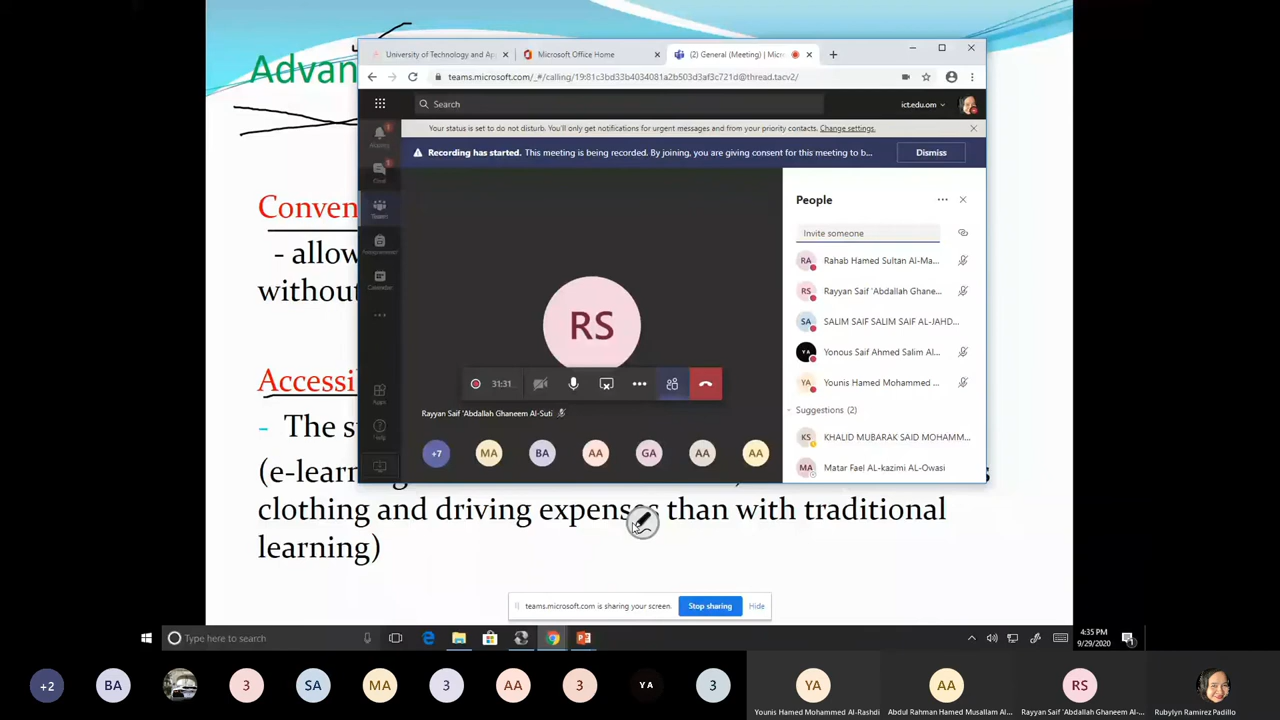 Advan
University of Technology and Ap
Microsoft Office Home
(2) General (Meeting) | Micr
teams.microsoft.com/_#/calling/19:81c3bd33b4034081a2b503d3af3c721d@thread.tacv2/
Search
ict.edu.om
Your status is set to do not disturb. You'll only get notifications for urgent messages and from your priority contacts. Change settings.
Recording has started. This meeting is being recorded. By joining, you are giving consent for this meeting to b...
Dismiss
Activity
Chat
Teams
Assignments
Calendar
Apps
Help
People
Invite someone
RA Rahab Hamed Sultan Al-Ma...
RS Rayyan Saif 'Abdallah Ghane...
SA SALIM SAIF SALIM SAIF AL-JAHD...
YA Yonous Saif Ahmed Salim Al...
YA Younis Hamed Mohammed ...
Suggestions (2)
KS KHALID MUBARAK SAID MOHAMM...
MA Matar Fael AL-kazimi AL-Owasi
RS
31:31
Rayyan Saif 'Abdallah Ghaneem Al-Suti
+7 MA BA AA GA AA AA
Conven
- allow
without
Accessi
- The s
(e-learning
s
clothing and driving expenses than with traditional
learning)
teams.microsoft.com is sharing your screen.
Stop sharing
Hide
Type here to search
4:35 PM
9/29/2020
1
+2 BA 3 SA MA 3 AA 3 YA 3 YA AA RS
Younis Hamed Mohammed Al-Rashdi
Abdul Rahman Hamed Musallam Al...
Rayyan Saif 'Abdallah Ghaneem Al-...
Rubylyn Ramirez Padillo